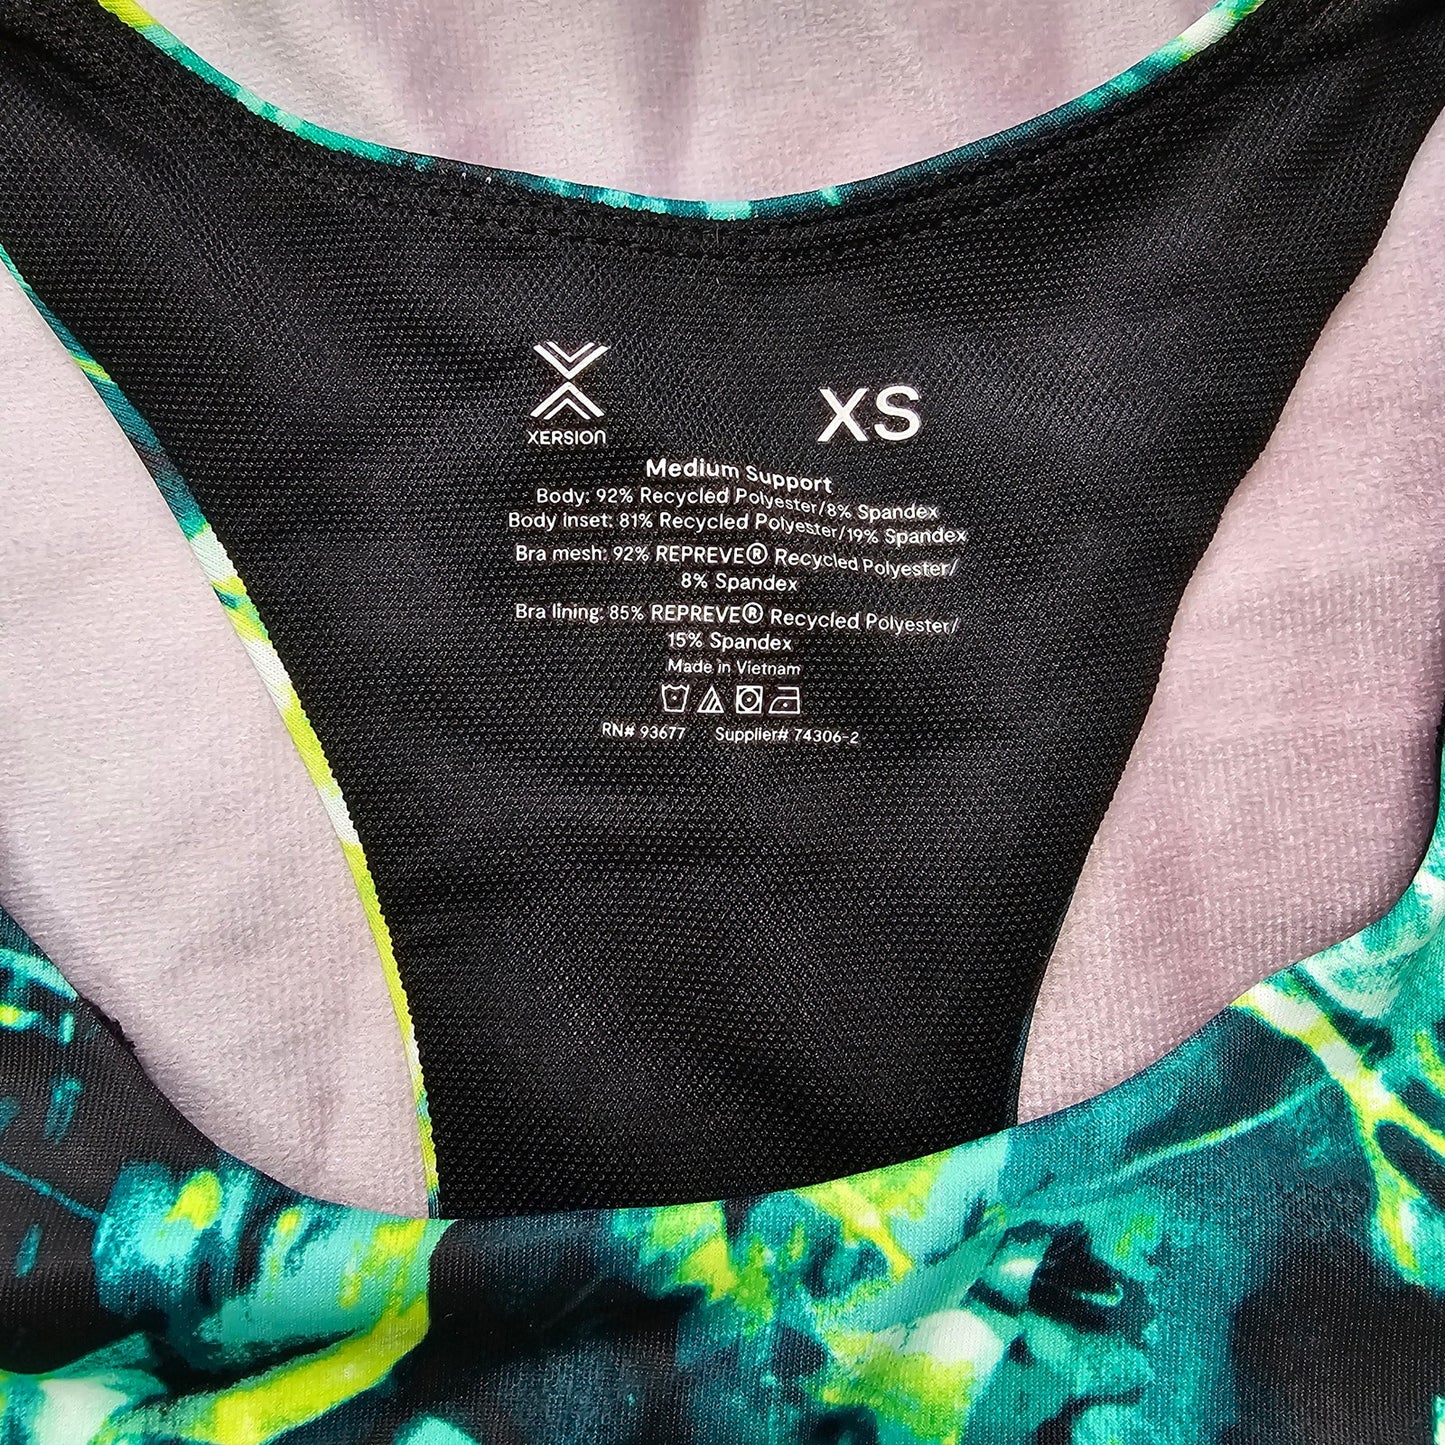 XERSION
XS
Medium Support
Body: 92% Recycled Polyester/8% Spandex
Body inset: 81% Recycled Polyester/19% Spandex
Bra mesh: 92% REPREVE® Recycled Polyester/
8% Spandex
Bra lining: 85% REPREVE® Recycled Polyester/
15% Spandex
Made in Vietnam
RN# 93677 Supplier# 74306-2